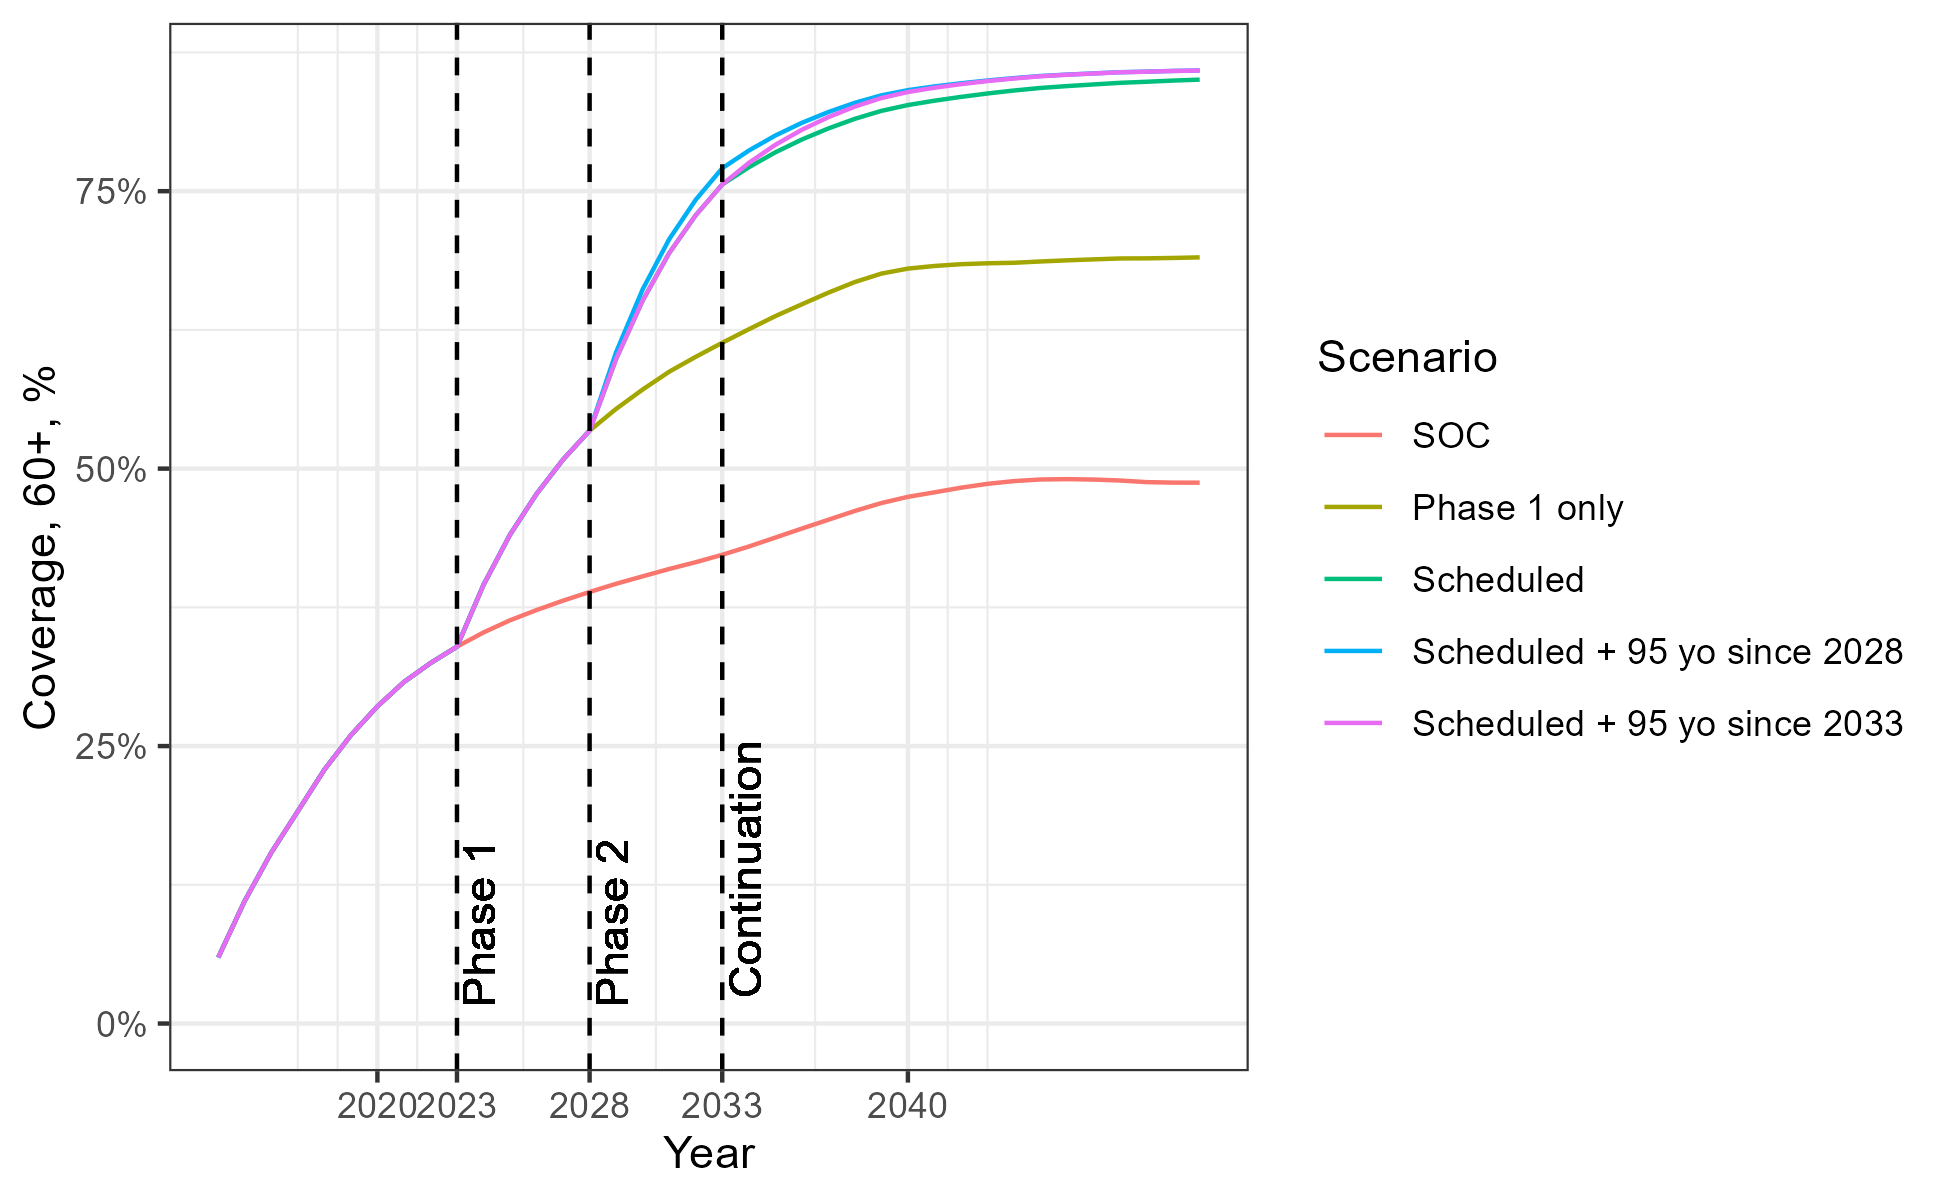 Coverage, 60+, %
75%
50%
25%
0%
Phase 1
Phase 2
Continuation
2020
2023
2028
2033
2040
Year
Scenario
SOC
Phase 1 only
Scheduled
Scheduled + 95 yo since 2028
Scheduled + 95 yo since 2033